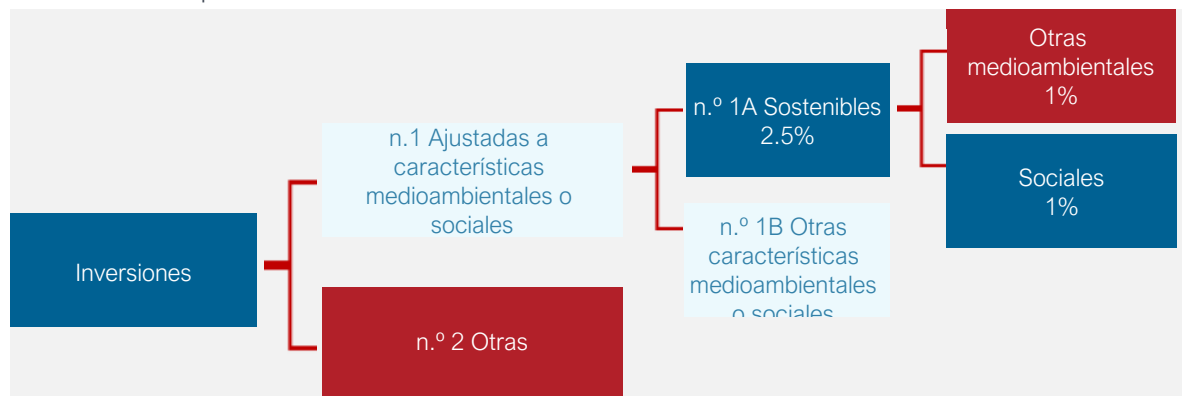 Inversiones
n.1 Ajustadas a
características
medioambientales o
sociales
n.º 2 Otras
n.º 1A Sostenibles
2.5%
n.º 1B Otras
características
medioambientales
o sociales
Otras
medioambientales
1%
Sociales
1%